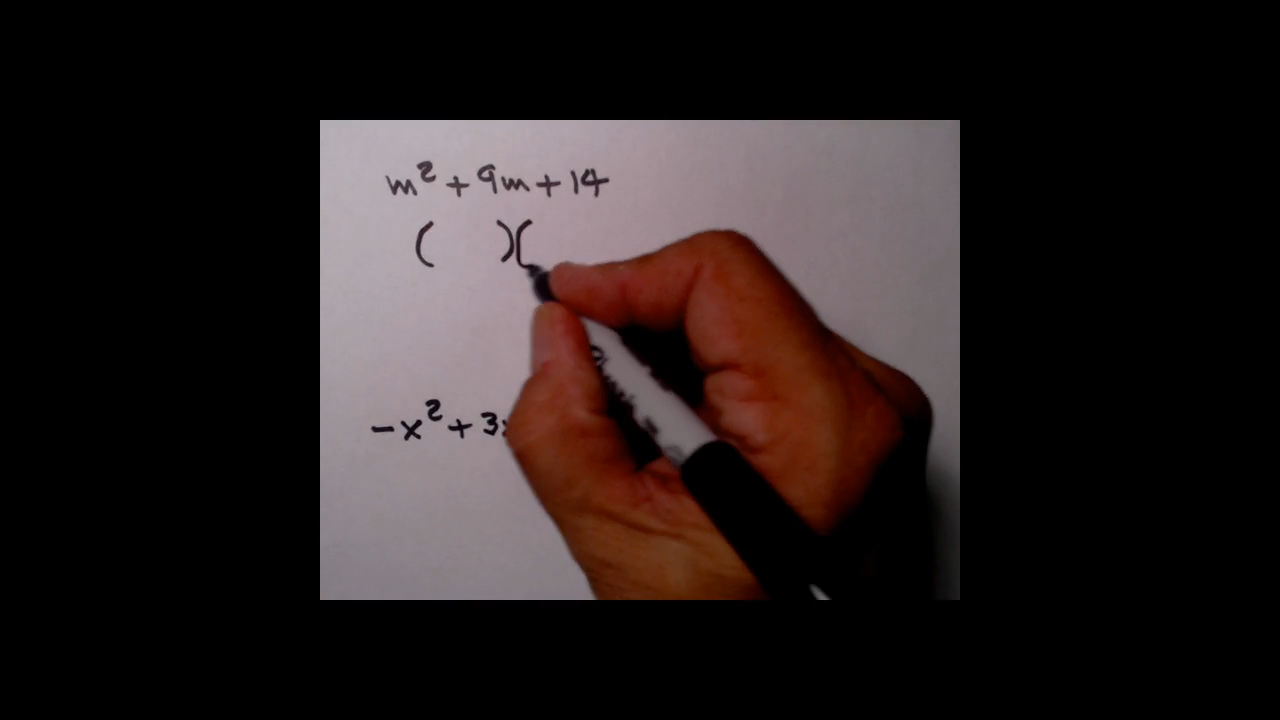 m² + 9m + 14
( )(
-x² + 3